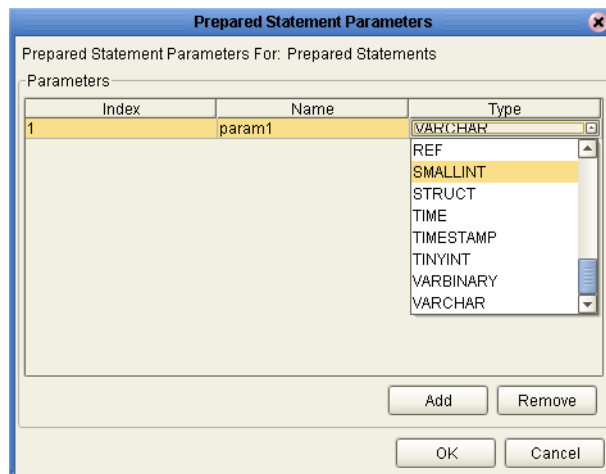 Prepared Statement Parameters
Prepared Statement Parameters For: Prepared Statements
Parameters
Index Name Type
1 param1 VARCHAR
REF
SMALLINT
STRUCT
TIME
TIMESTAMP
TINYINT
VARBINARY
VARCHAR
Add Remove
OK Cancel